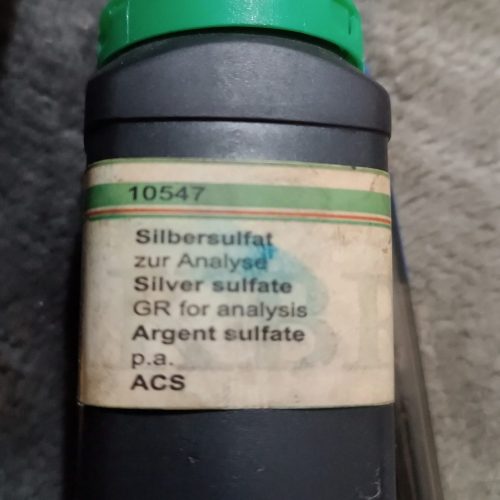 10547
Silbersulfat
zur Analyse
Silver sulfate
GR for analysis
Argent sulfate
p.a.
ACS